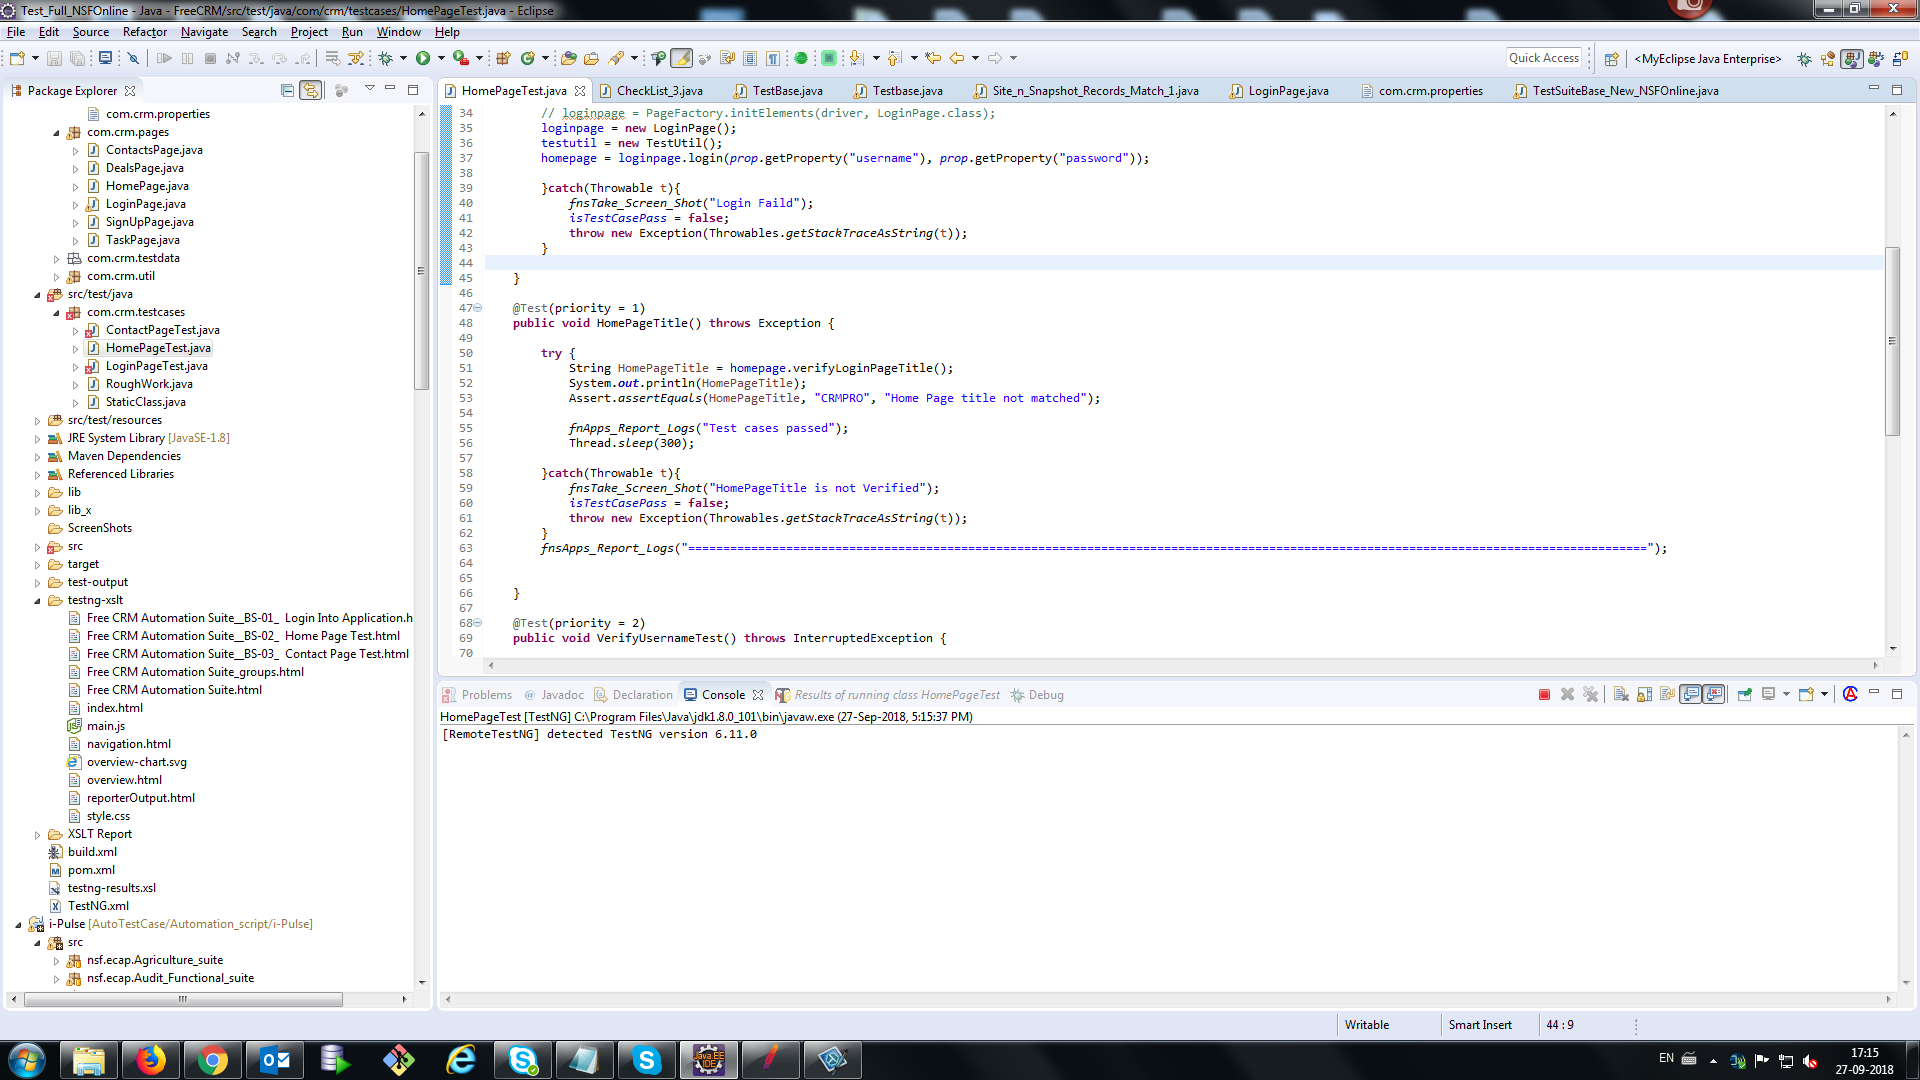 Test_Full_NSFOnline - Java - FreeCRM/src/test/java/com/crm/testcases/HomePageTest.java - Eclipse
File Edit Source Refactor Navigate Search Project Run Window Help
Quick Access
<MyEclipse Java Enterprise>
Package Explorer
com.crm.properties
com.crm.pages
ContactsPage.java
DealsPage.java
HomePage.java
LoginPage.java
SignUpPage.java
TaskPage.java
com.crm.testdata
com.crm.util
src/test/java
com.crm.testcases
ContactPageTest.java
HomePageTest.java
LoginPageTest.java
RoughWork.java
StaticClass.java
src/test/resources
JRE System Library [JavaSE-1.8]
Maven Dependencies
Referenced Libraries
lib
lib_x
ScreenShots
src
target
test-output
testng-xslt
Free CRM Automation Suite__BS-01_ Login Into Application.h
Free CRM Automation Suite__BS-02_ Home Page Test.html
Free CRM Automation Suite__BS-03_ Contact Page Test.html
Free CRM Automation Suite_groups.html
Free CRM Automation Suite.html
index.html
main.js
navigation.html
overview-chart.svg
overview.html
reporterOutput.html
style.css
XSLT Report
build.xml
pom.xml
testng-results.xsl
TestNG.xml
i-Pulse [AutoTestCase/Automation_script/i-Pulse]
src
nsf.ecap.Agriculture_suite
nsf.ecap.Audit_Functional_suite
HomePageTest.java CheckList_3.java TestBase.java Testbase.java Site_n_Snapshot_Records_Match_1.java LoginPage.java com.crm.properties TestSuiteBase_New_NSFOnline.java
34 // loginpage = PageFactory.initElements(driver, LoginPage.class);
35 loginpage = new LoginPage();
36 testutil = new TestUtil();
37 homepage = loginpage.login(prop.getProperty("username"), prop.getProperty("password"));
38
39 }catch(Throwable t){
40 fnsTake_Screen_Shot("Login Faild");
41 isTestCasePass = false;
42 throw new Exception(Throwables.getStackTraceAsString(t));
43 }
44
45 }
46
47 @Test(priority = 1)
48 public void HomePageTitle() throws Exception {
49
50 try {
51 String HomePageTitle = homepage.verifyLoginPageTitle();
52 System.out.println(HomePageTitle);
53 Assert.assertEquals(HomePageTitle, "CRMPRO", "Home Page title not matched");
54
55 fnApps_Report_Logs("Test cases passed");
56 Thread.sleep(300);
57
58 }catch(Throwable t){
59 fnsTake_Screen_Shot("HomePageTitle is not Verified");
60 isTestCasePass = false;
61 throw new Exception(Throwables.getStackTraceAsString(t));
62 }
63 fnsApps_Report_Logs("=========================================================================================================================================");
64
65
66 }
67
68 @Test(priority = 2)
69 public void VerifyUsernameTest() throws InterruptedException {
70
Problems @ Javadoc Declaration Console Results of running class HomePageTest Debug
HomePageTest [TestNG] C:\Program Files\Java\jdk1.8.0_101\bin\javaw.exe (27-Sep-2018, 5:15:37 PM)
[RemoteTestNG] detected TestNG version 6.11.0
Writable Smart Insert 44 : 9
Java EE
IDE
EN
17:15
27-09-2018